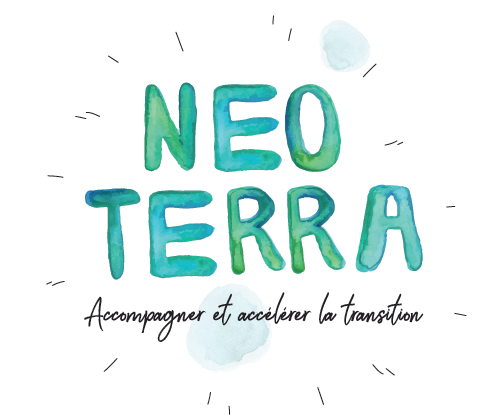 NEO
TERRA
Accompagner et accélérer la transition